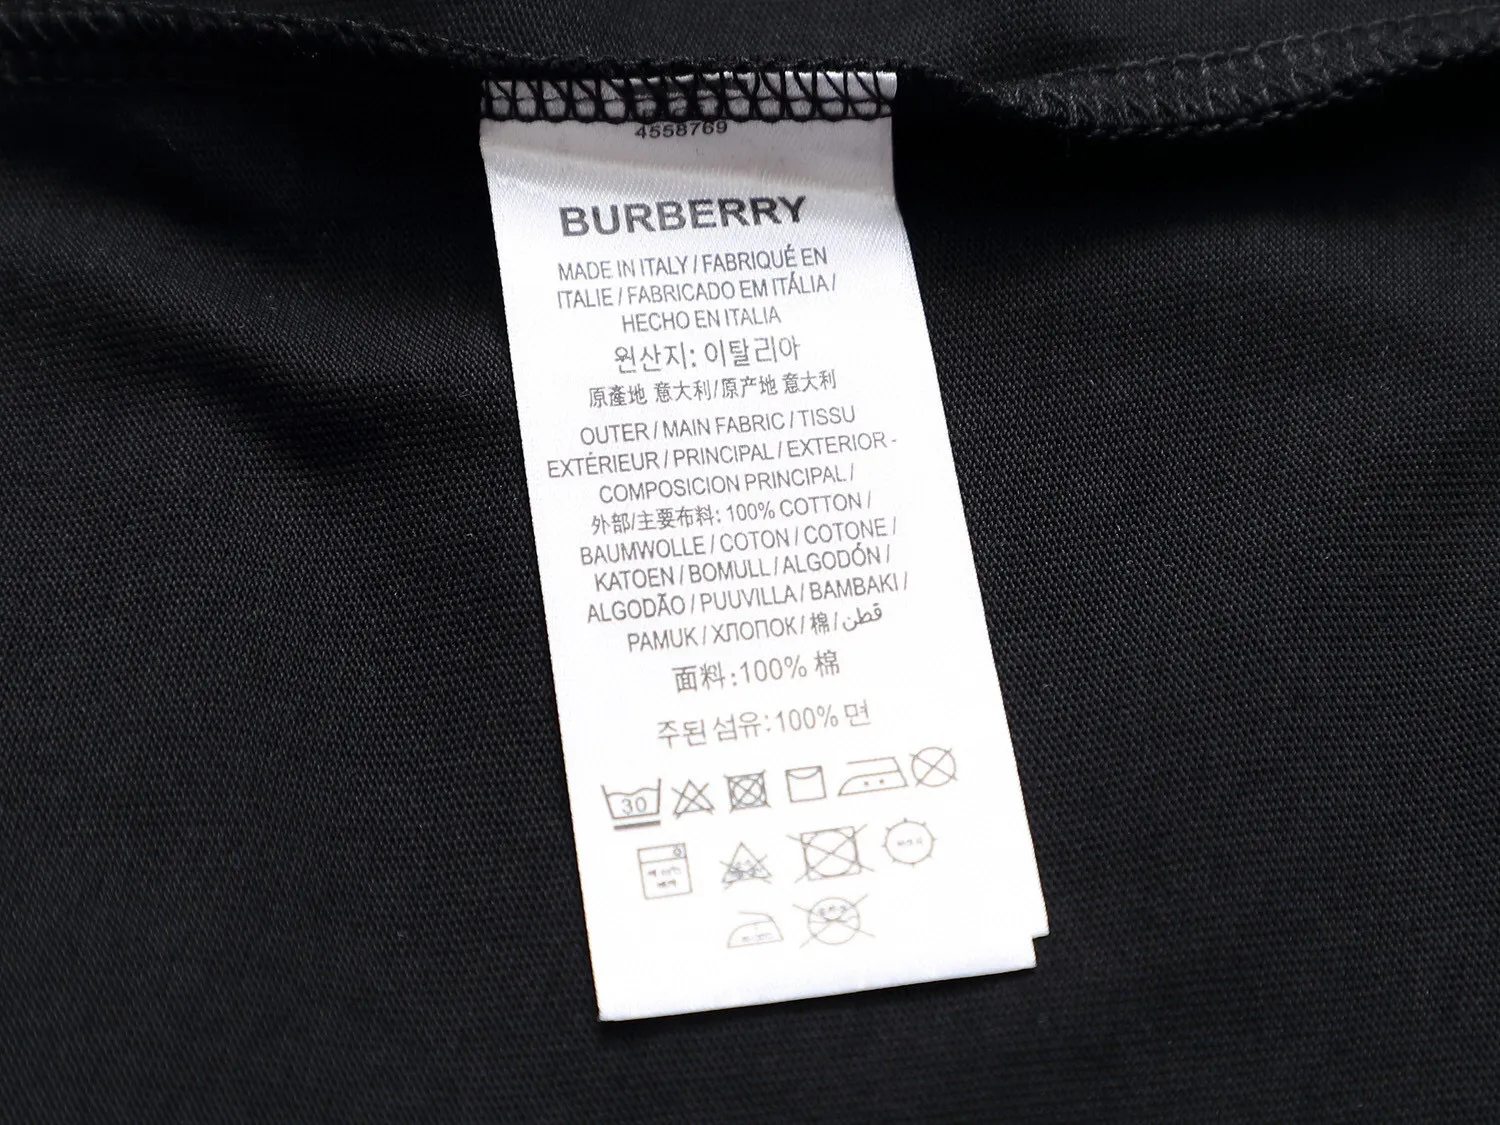 4558769
BURBERRY
MADE IN ITALY / FABRIQUÉ EN
ITALIE / FABRICADO EM ITÁLIA /
HECHO EN ITALIA
원산지: 이탈리아
原產地 意大利/原产地 意大利
OUTER / MAIN FABRIC / TISSU
EXTÉRIEUR / PRINCIPAL / EXTERIOR -
COMPOSICION PRINCIPAL /
外部/主要布料: 100% COTTON /
BAUMWOLLE / COTON / COTONE /
KATOEN / BOMULL / ALGODÓN /
ALGODÃO / PUUVILLA / BAMBAKI /
PAMUK / ХЛОПОК / 棉 / قطن
面料:100% 棉
주된 섬유:100% 면
30